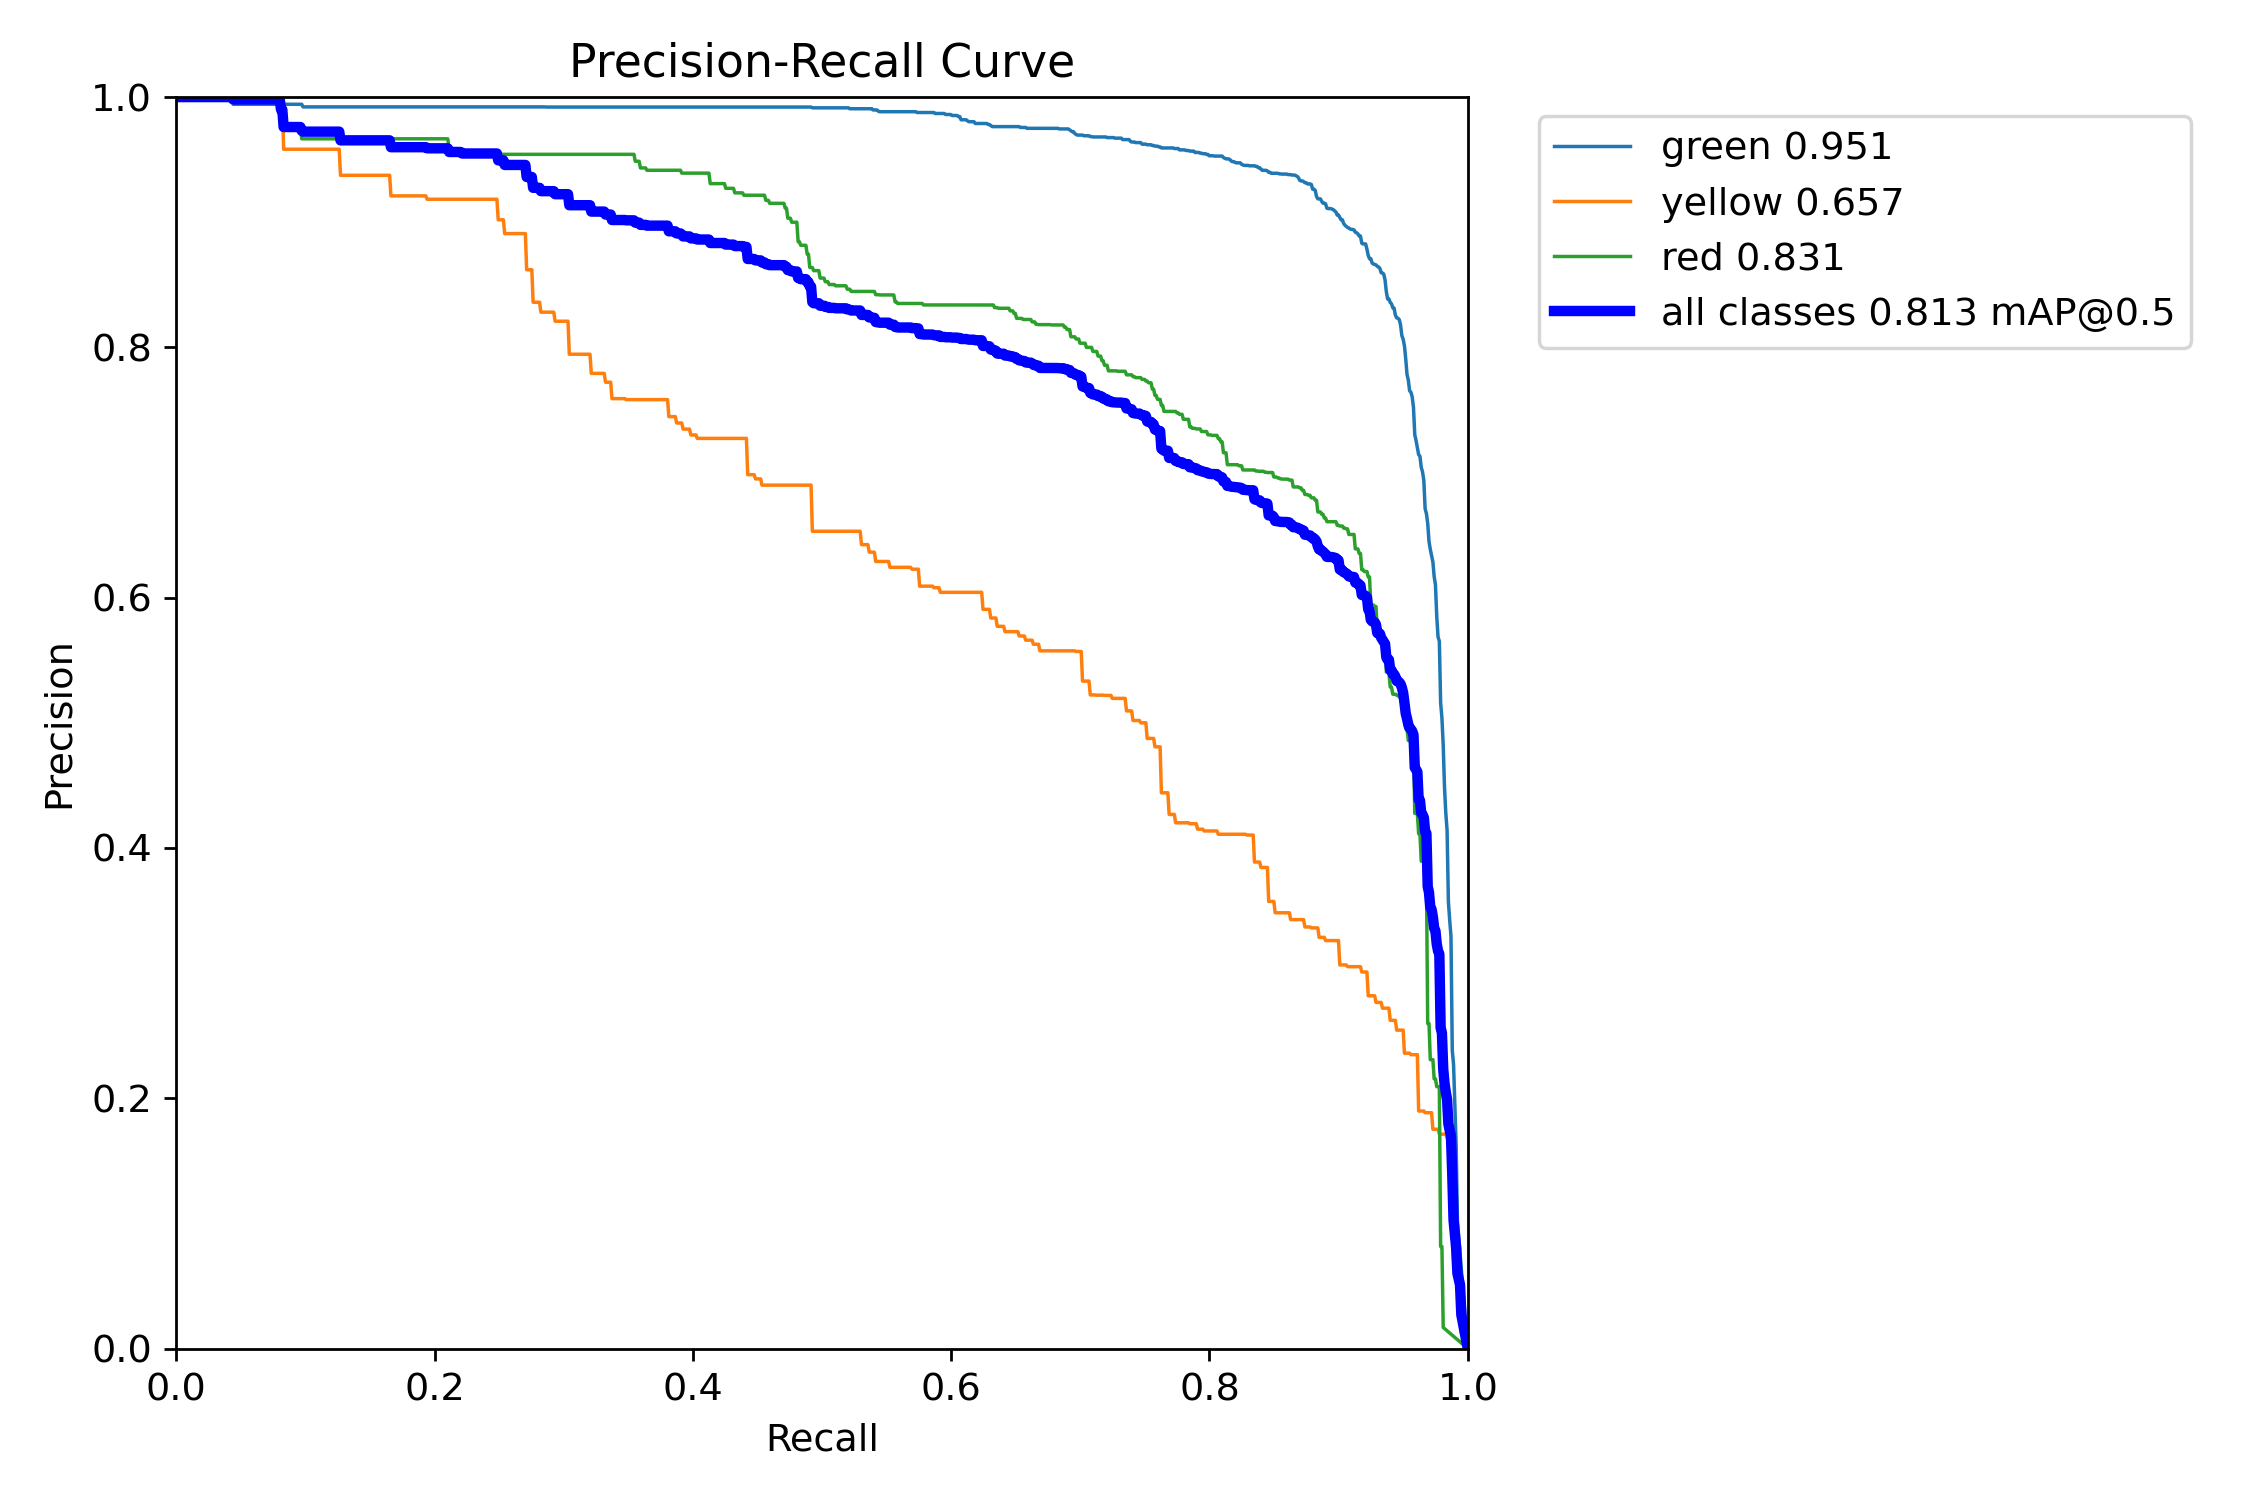 Precision-Recall Curve
1.0
0.8
0.6
0.4
0.2
0.0
Precision
0.0 0.2 0.4 0.6 0.8 1.0
Recall
green 0.951
yellow 0.657
red 0.831
all classes 0.813 mAP@0.5